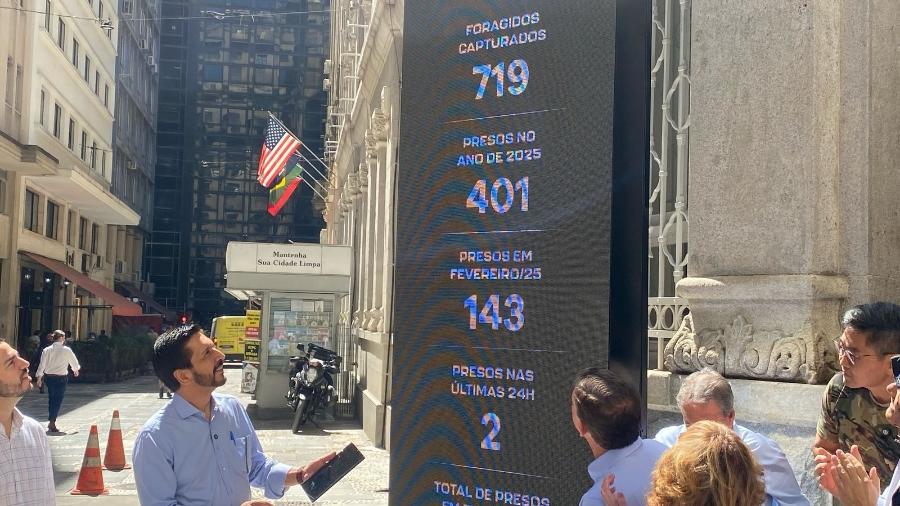 FORAGIDOS
CAPTURADOS
719
PRESOS NO
ANO DE 2025
401
PRESOS EM
FEVEREIRO/25
143
PRESOS NAS
ÚLTIMAS 24H
2
TOTAL DE PRESOS
Mantenha
Sua Cidade Limpa